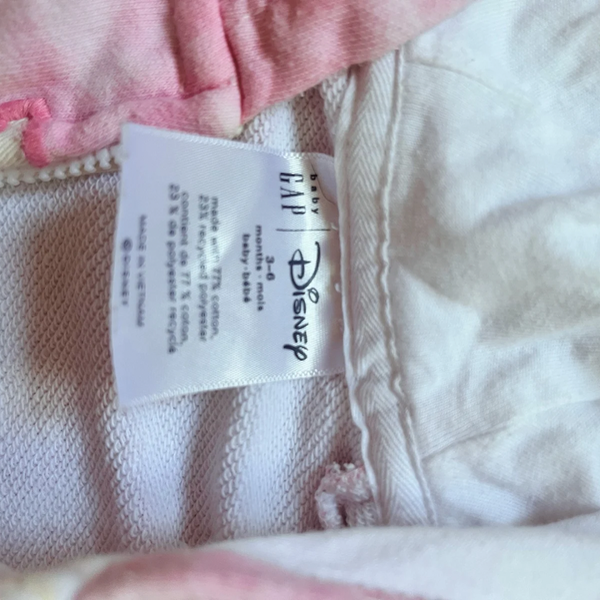 baby
GAP | Disney
3-6
months · mois
baby · bébé
made with 77% cotton,
23% recycled polyester
contient de 77 % coton,
23 % de polyester recyclé
MADE IN VIETNAM
© DISNEY